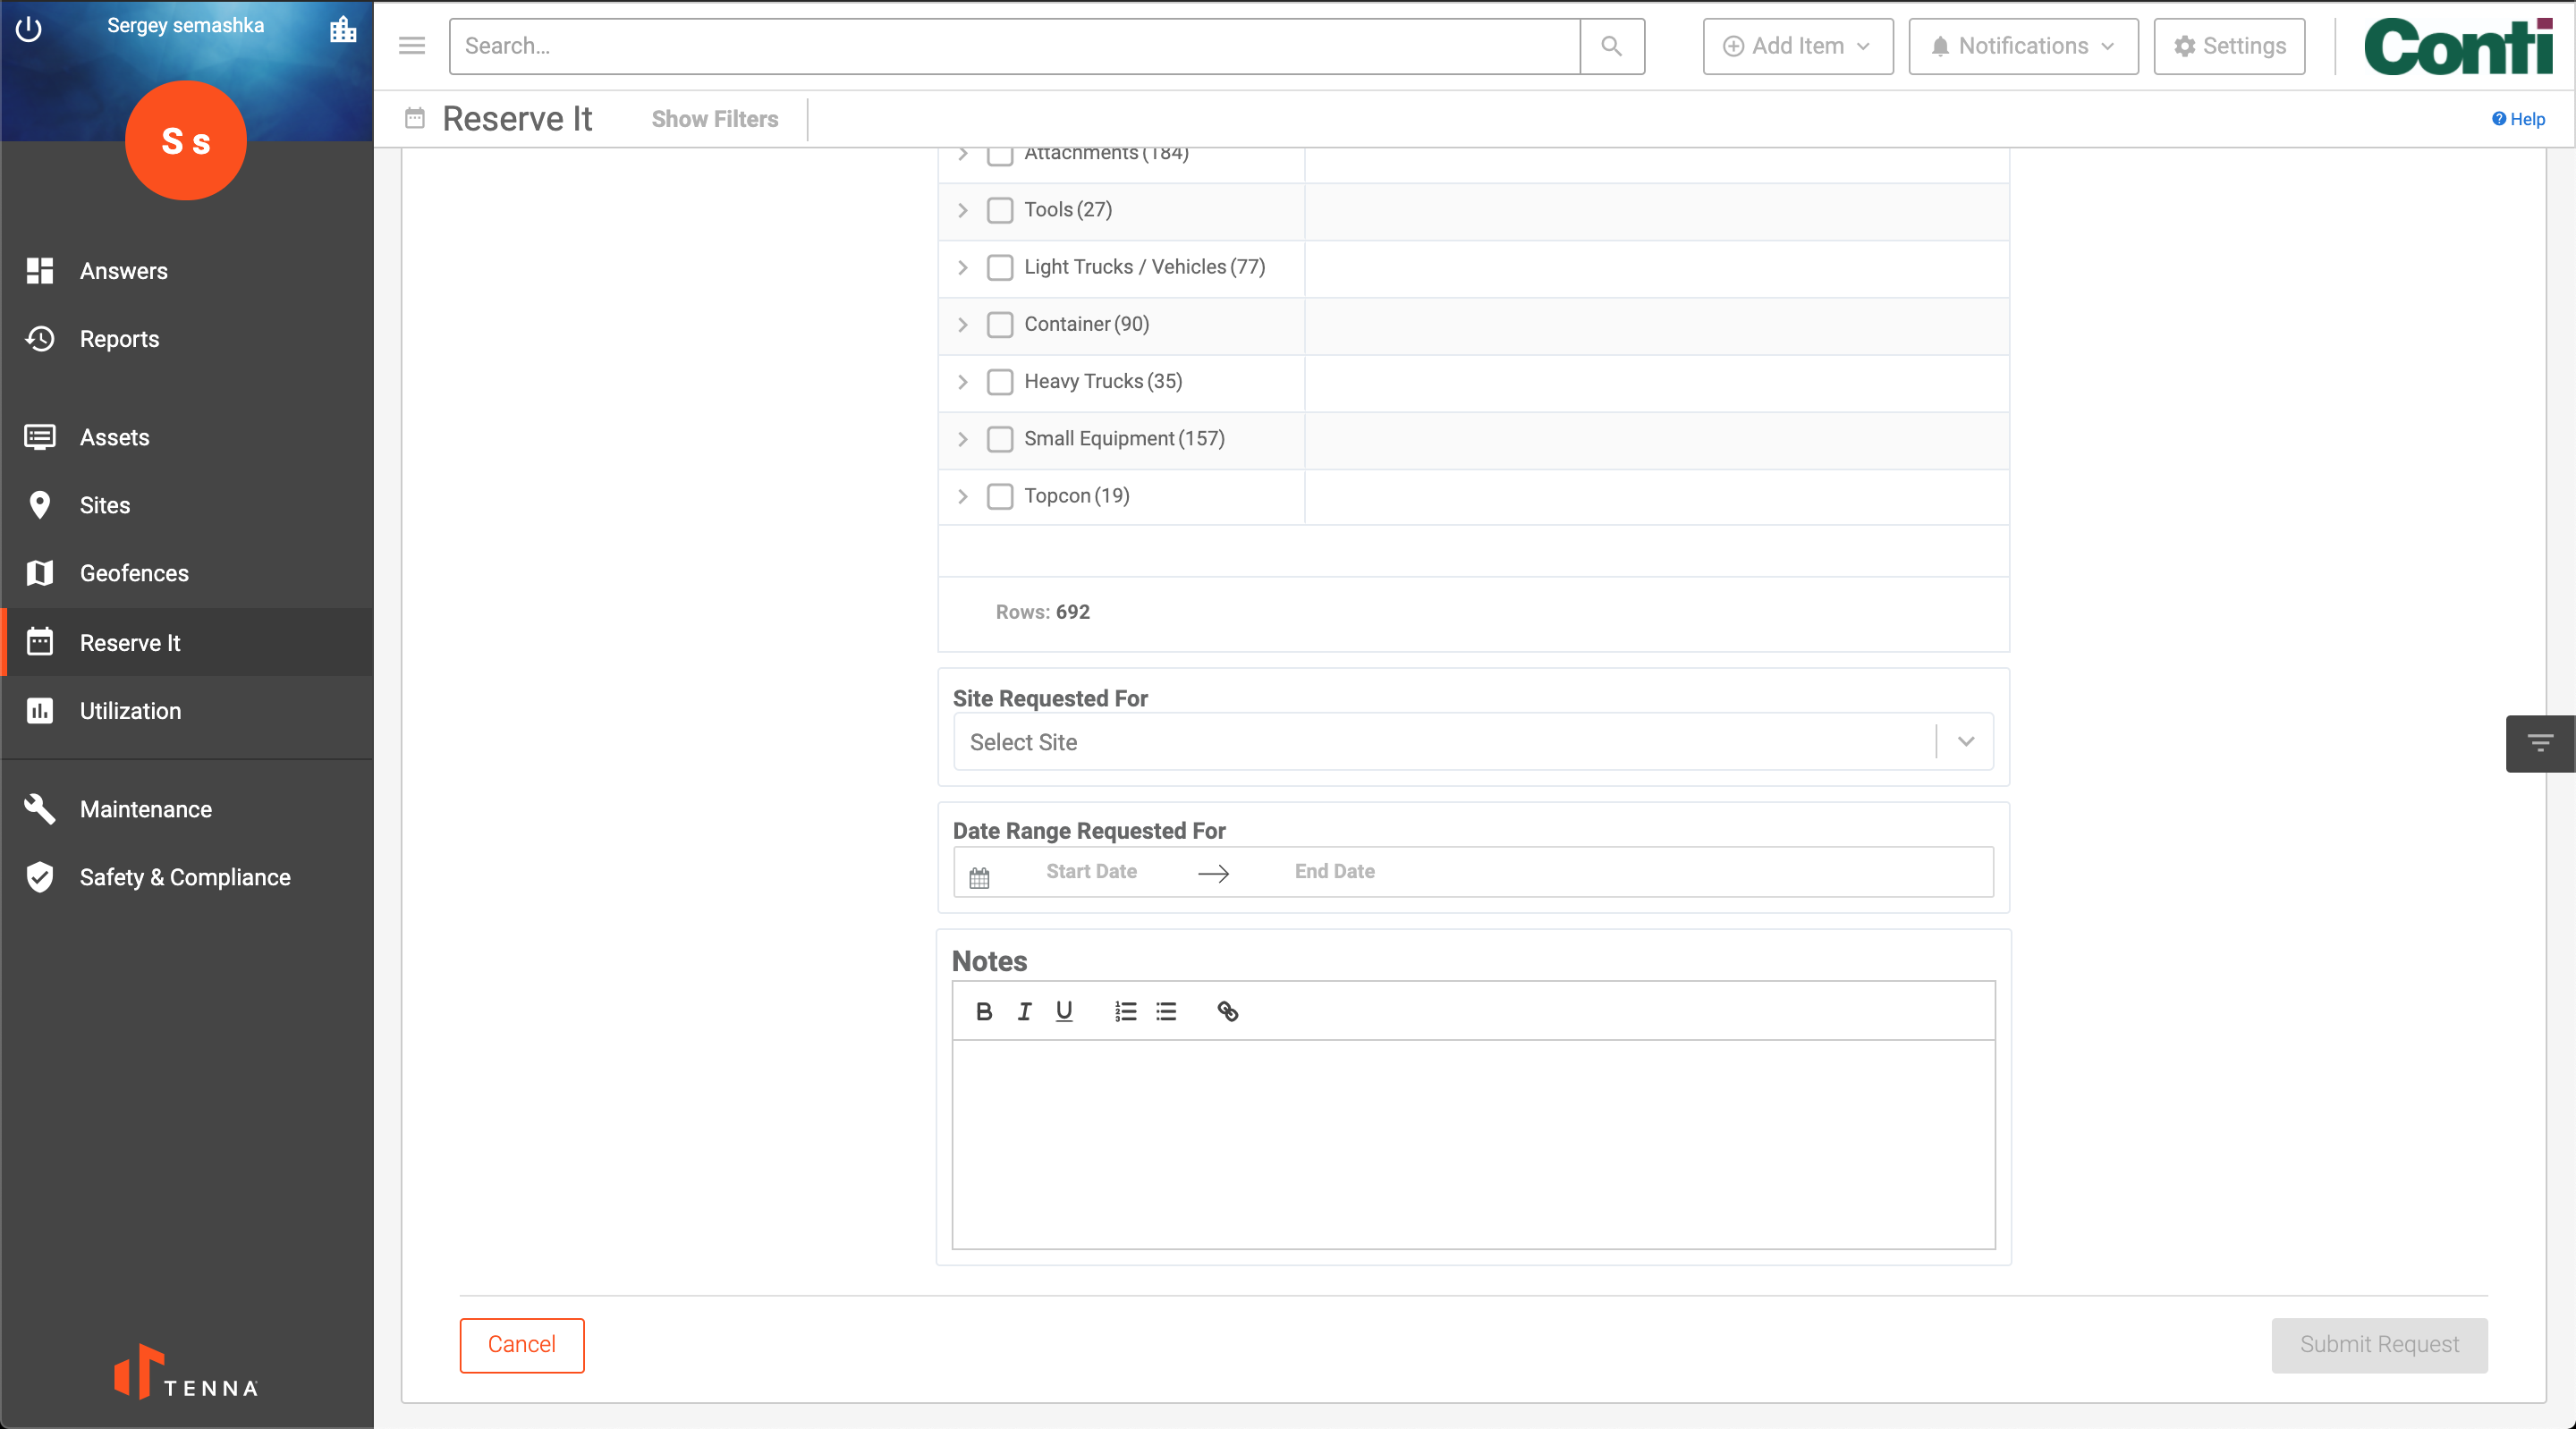 Sergey semashka
S s
Answers
Reports
Assets
Sites
Geofences
Reserve It
Utilization
Maintenance
Safety & Compliance
TENNA
Search...
Add Item
Notifications
Settings
Conti
Reserve It
Show Filters
Help
Attachments (184)
Tools (27)
Light Trucks / Vehicles (77)
Container (90)
Heavy Trucks (35)
Small Equipment (157)
Topcon (19)
Rows: 692
Site Requested For
Select Site
Date Range Requested For
Start Date → End Date
Notes
B I U
Cancel
Submit Request